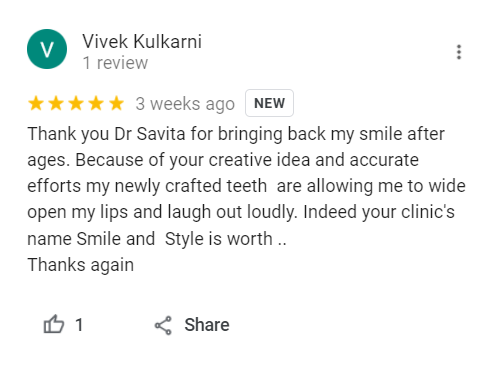 V
Vivek Kulkarni
1 review
3 weeks ago NEW
Thank you Dr Savita for bringing back my smile after
ages. Because of your creative idea and accurate
efforts my newly crafted teeth  are allowing me to wide
open my lips and laugh out loudly. Indeed your clinic's
name Smile and  Style is worth ..
Thanks again
1 Share